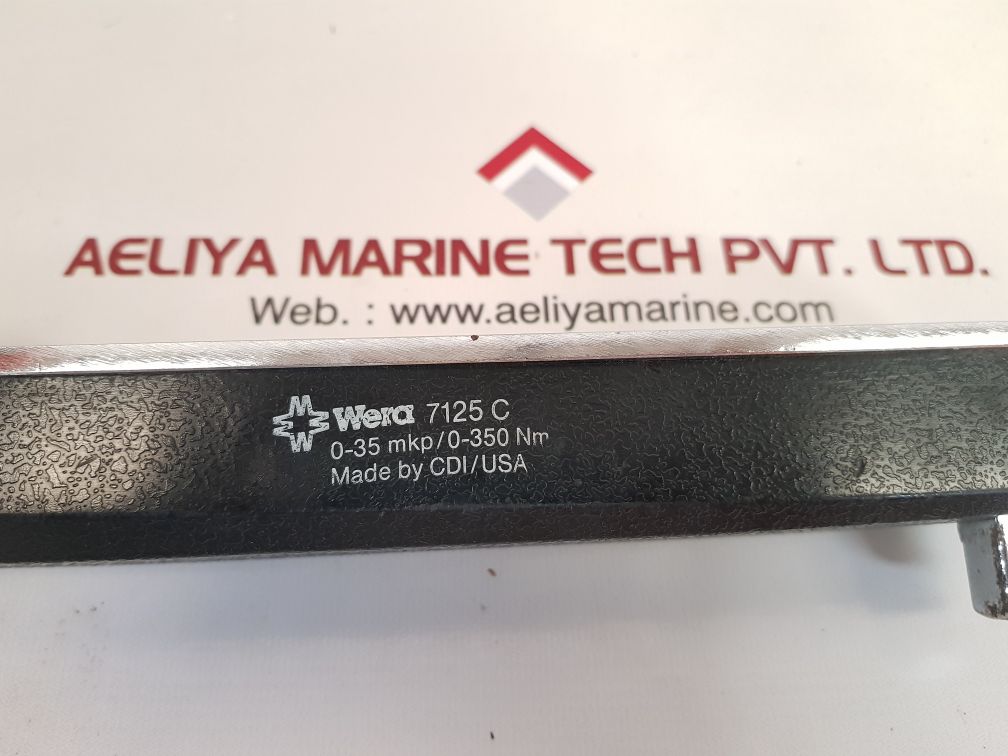 AELIYA MARINE TECH PVT. LTD.
Web. : www.aeliyamarine.com
Wera 7125 C
0-35 mkp/0-350 Nm
Made by CDI/USA